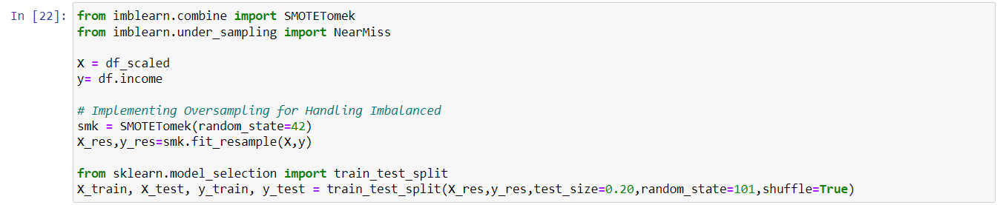 In [22]: from imblearn.combine import SMOTETomek
from imblearn.under_sampling import NearMiss
X = df_scaled
y= df.income
# Implementing Oversampling for Handling Imbalanced
smk = SMOTETomek(random_state=42)
X_res,y_res=smk.fit_resample(X,y)
from sklearn.model_selection import train_test_split
X_train, X_test, y_train, y_test = train_test_split(X_res,y_res,test_size=0.20,random_state=101,shuffle=True)